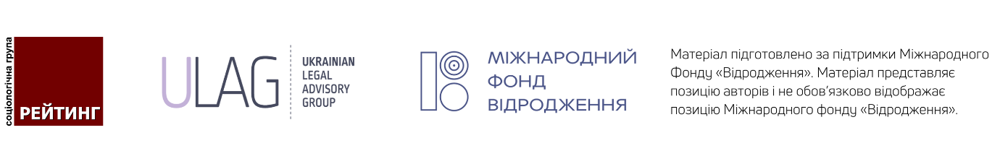 соціологічна група
РЕЙТИНГ
ULAG
UKRAINIAN
LEGAL
ADVISORY
GROUP
МІЖНАРОДНИЙ
ФОНД
ВІДРОДЖЕННЯ
Матеріал підготовлено за підтримки Міжнародного
Фонду «Відродження». Матеріал представляє
позицію авторів і не обов'язково відображає
позицію Міжнародного фонду «Відродження».